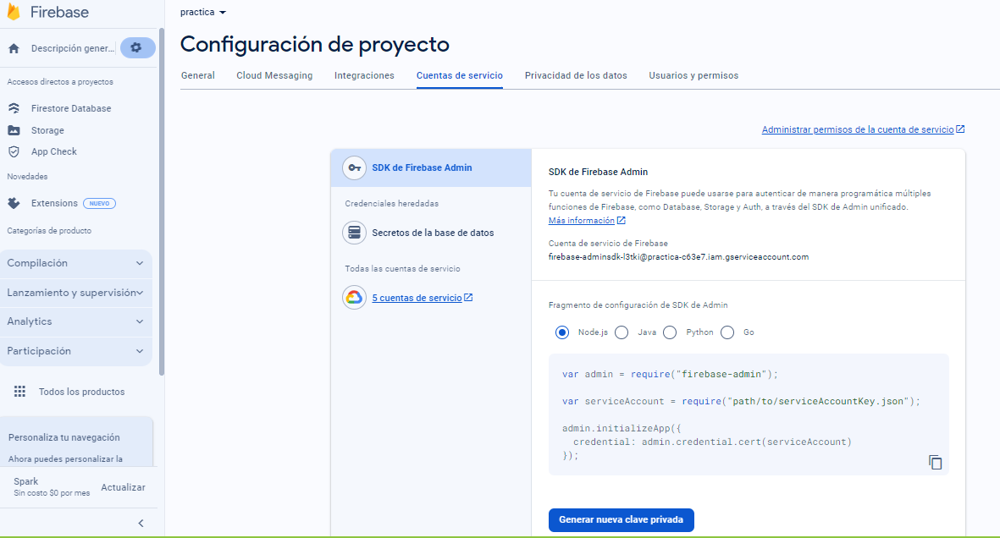 Firebase
Descripción gener...
Accesos directos a proyectos
Firestore Database
Storage
App Check
Novedades
Extensions NUEVO
Categorías de producto
Compilación
Lanzamiento y supervisión
Analytics
Participación
Todos los productos
Personaliza tu navegación
Ahora puedes personalizar la
Spark
Sin costo $0 por mes
Actualizar
practica
Configuración de proyecto
General Cloud Messaging Integraciones Cuentas de servicio Privacidad de los datos Usuarios y permisos
Administrar permisos de la cuenta de servicio
SDK de Firebase Admin
Credenciales heredadas
Secretos de la base de datos
Todas las cuentas de servicio
5 cuentas de servicio
SDK de Firebase Admin
Tu cuenta de servicio de Firebase puede usarse para autenticar de manera programática múltiples
funciones de Firebase, como Database, Storage y Auth, a través del SDK de Admin unificado.
Más información
Cuenta de servicio de Firebase
firebase-adminsdk-l3tki@practica-c63e7.iam.gserviceaccount.com
Fragmento de configuración de SDK de Admin
Node.js Java Python Go
var admin = require("firebase-admin");
var serviceAccount = require("path/to/serviceAccountKey.json");
admin.initializeApp({
credential: admin.credential.cert(serviceAccount)
});
Generar nueva clave privada